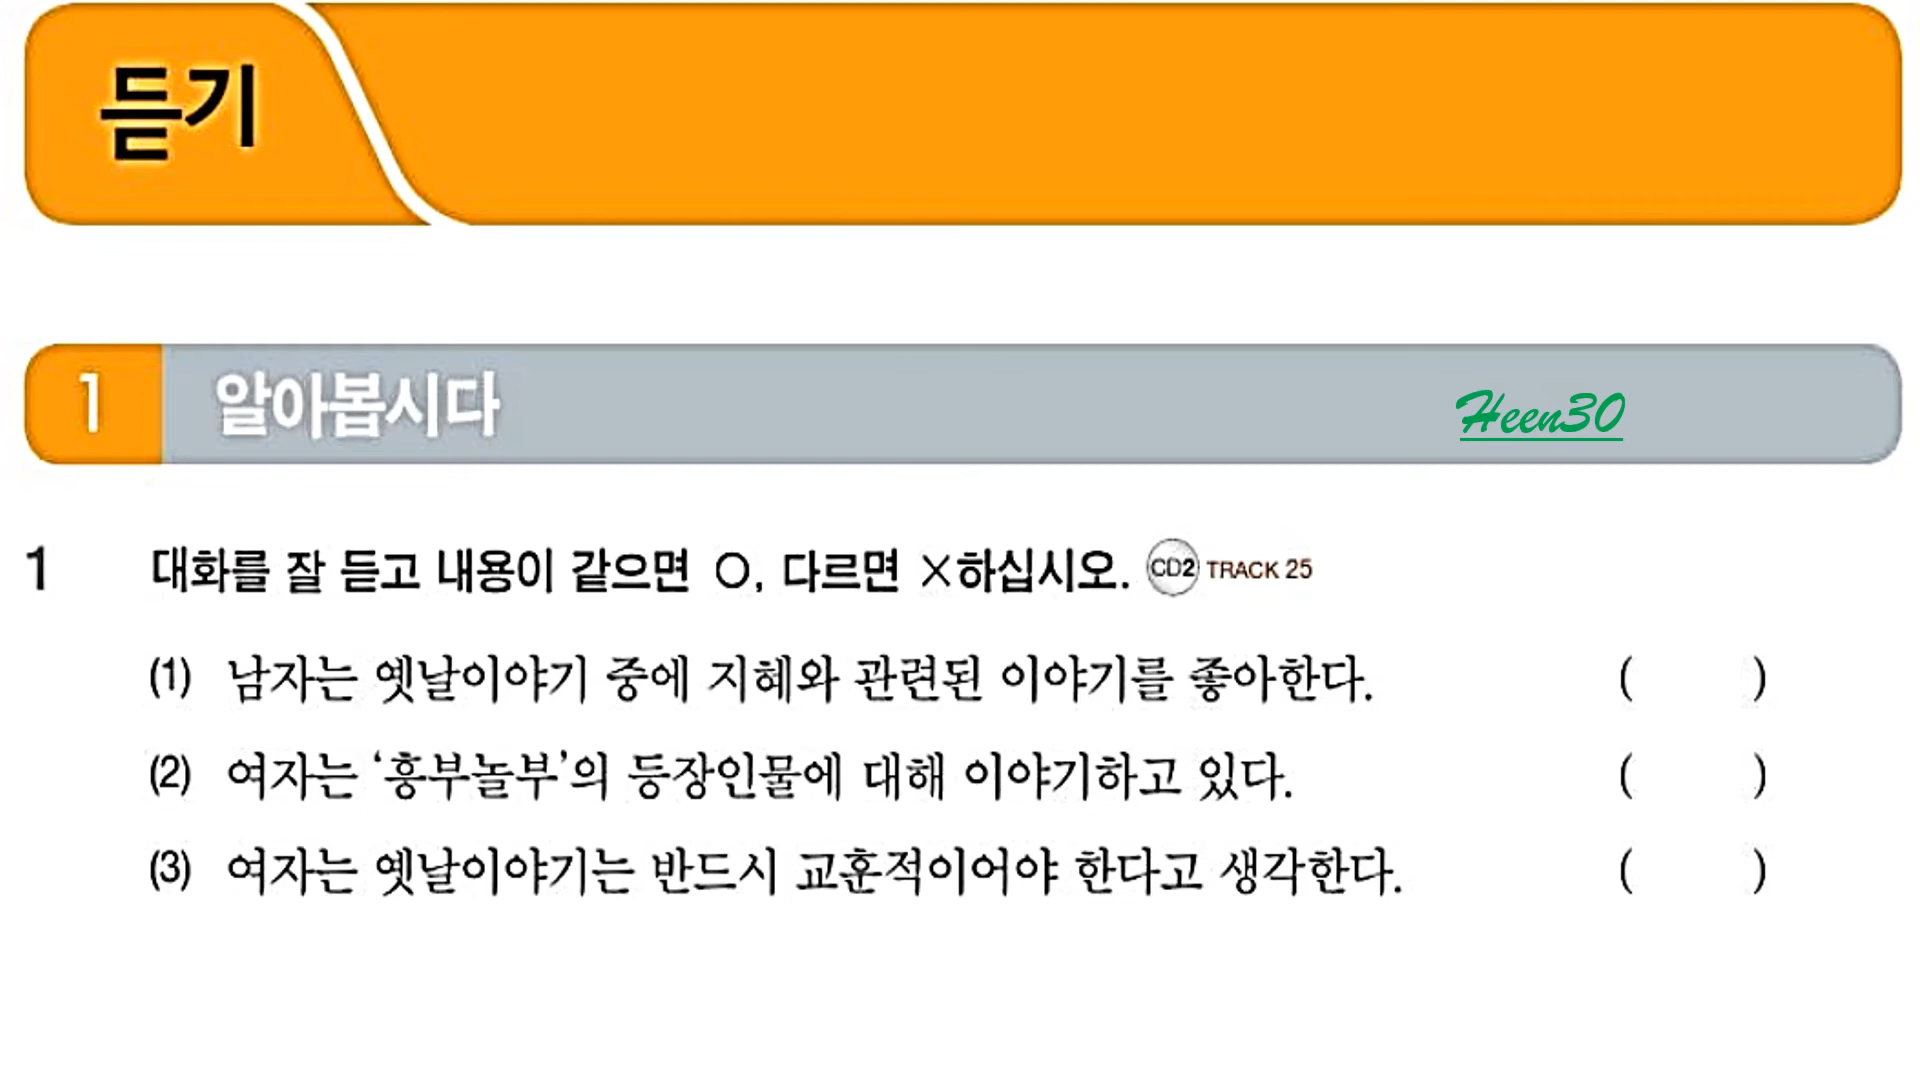 듣기
1 알아봅시다
Heen30
1 대화를 잘 듣고 내용이 같으면 ○, 다르면 ×하십시오. CD2 TRACK 25
(1) 남자는 옛날이야기 중에 지혜와 관련된 이야기를 좋아한다. ( )
(2) 여자는 ‘흥부놀부’의 등장인물에 대해 이야기하고 있다. ( )
(3) 여자는 옛날이야기는 반드시 교훈적이어야 한다고 생각한다. ( )